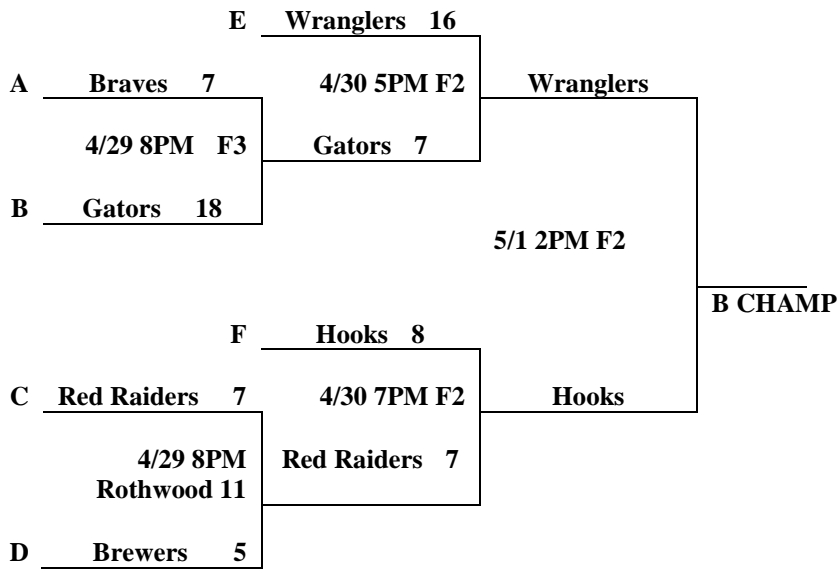 E Wranglers 16
A Braves 7 4/30 5PM F2 Wranglers
4/29 8PM F3 Gators 7
B Gators 18
5/1 2PM F2
B CHAMP
F Hooks 8
C Red Raiders 7 4/30 7PM F2 Hooks
4/29 8PM Red Raiders 7
Rothwood 11
D Brewers 5